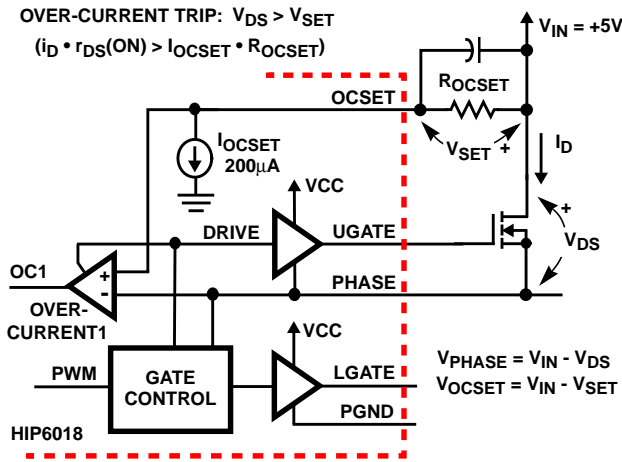 OVER-CURRENT TRIP: VDS > VSET
(iD • rDS(ON) > IOCSET • ROCSET)
VIN = +5V
OCSET
ROCSET
IOCSET
200μA
VSET +
ID
VCC
DRIVE
UGATE
+
VDS
OC1
+
-
PHASE
OVER-
CURRENT1
VCC
PWM
GATE
CONTROL
LGATE
PGND
VPHASE = VIN - VDS
VOCSET = VIN - VSET
HIP6018